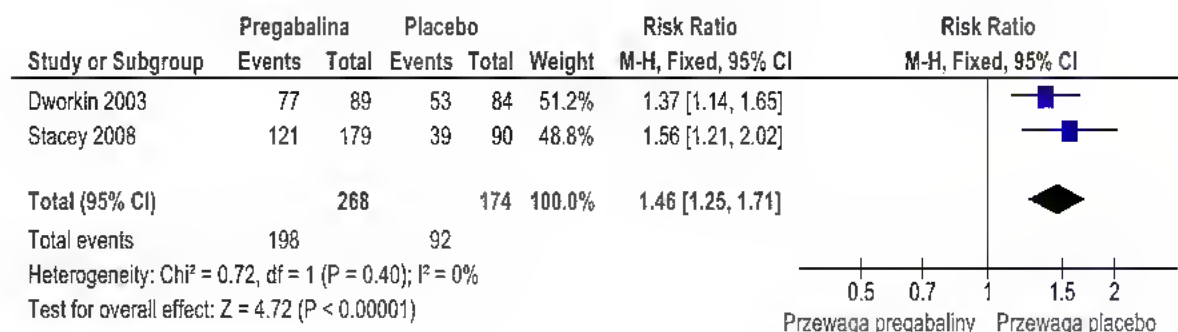 Pregabalina Placebo Risk Ratio Risk Ratio
Study or Subgroup Events Total Events Total Weight M-H, Fixed, 95% CI M-H, Fixed, 95% CI
Dworkin 2003 77 89 53 84 51.2% 1.37 [1.14, 1.65]
Stacey 2008 121 179 39 90 48.8% 1.56 [1.21, 2.02]
Total (95% CI) 268 174 100.0% 1.46 [1.25, 1.71]
Total events 198 92
Heterogeneity: Chi² = 0.72, df = 1 (P = 0.40); I² = 0%
Test for overall effect: Z = 4.72 (P < 0.00001)
0.5 0.7 1 1.5 2
Przewaga pregabaliny Przewaga placebo